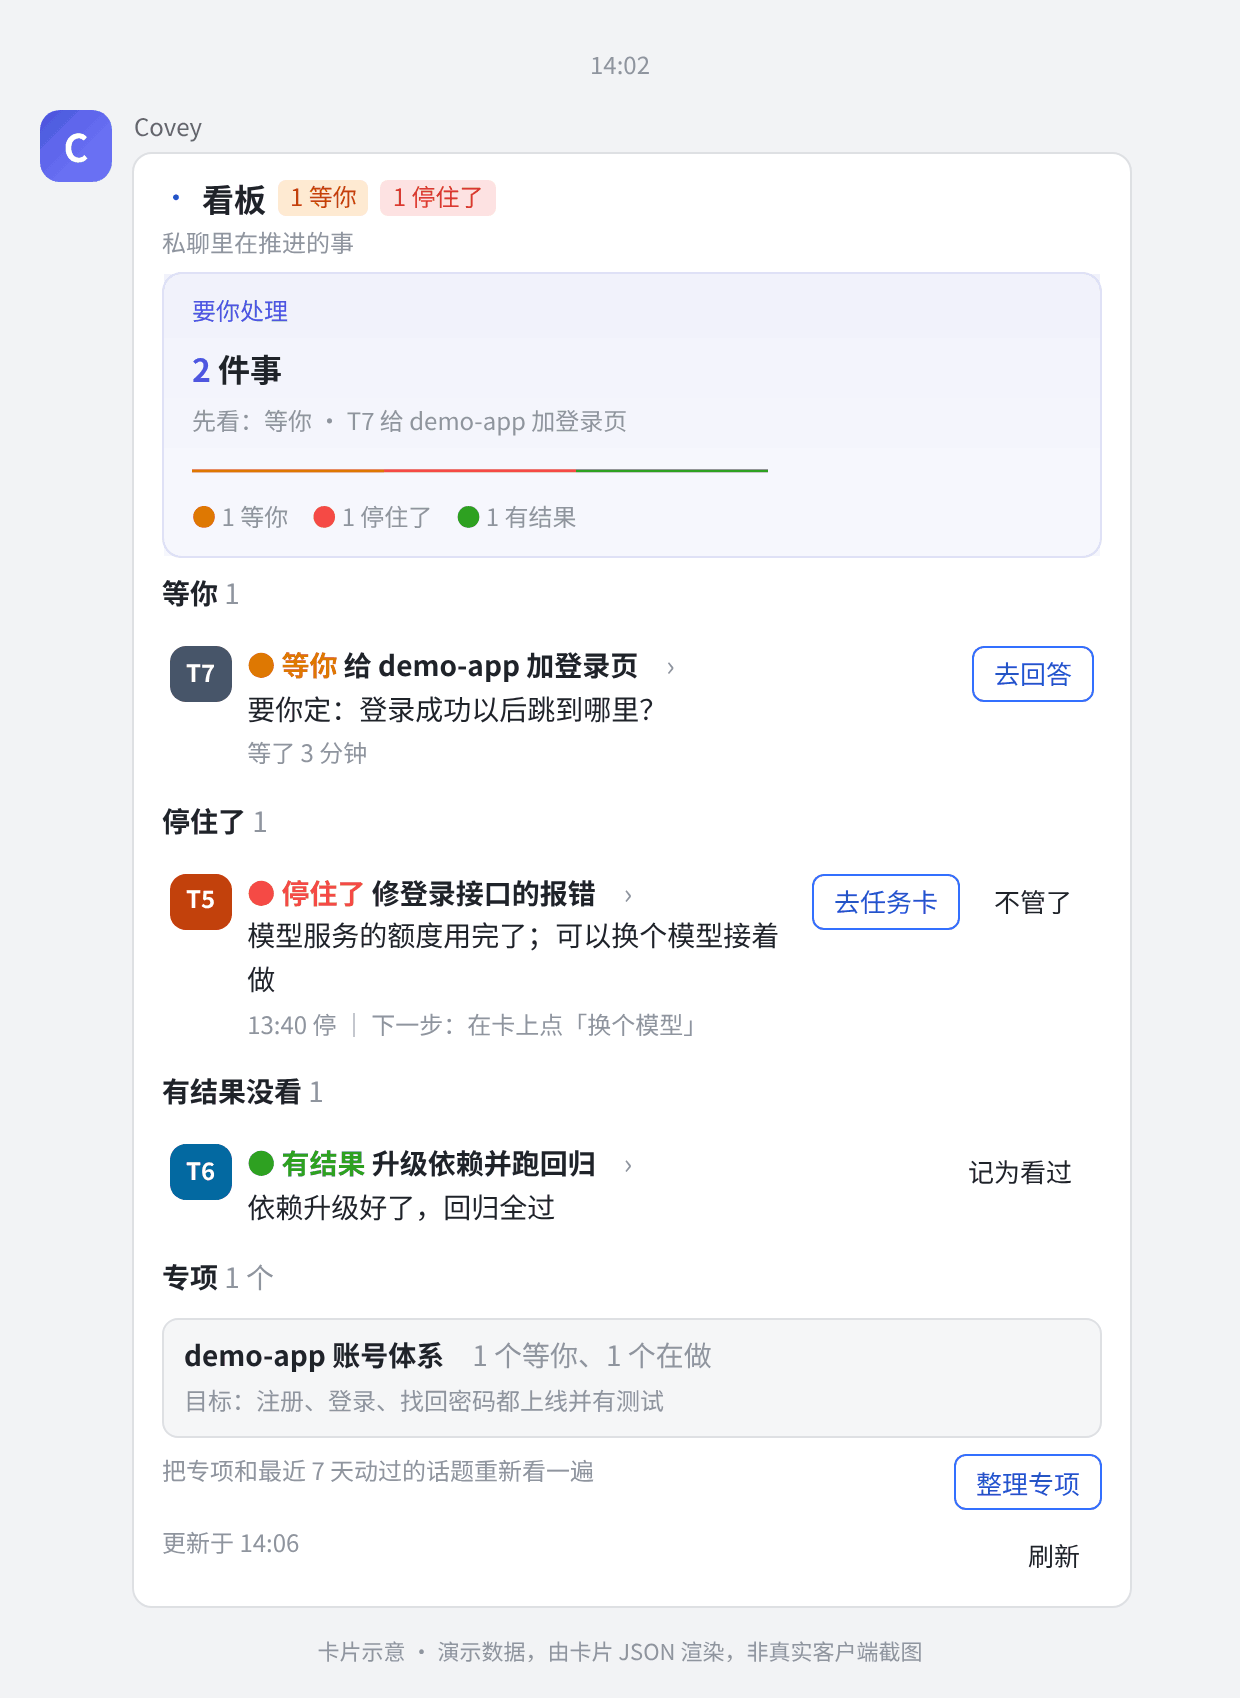 14:02
C
Covey
· 看板 1 等你 1 停住了
私聊里在推进的事
要你处理
2 件事
先看：等你 · T7 给 demo-app 加登录页
1 等你 1 停住了 1 有结果
等你 1
T7 等你 给 demo-app 加登录页 › 去回答
要你定：登录成功以后跳到哪里？
等了 3 分钟
停住了 1
T5 停住了 修登录接口的报错 › 去任务卡 不管了
模型服务的额度用完了；可以换个模型接着
做
13:40 停 | 下一步：在卡上点「换个模型」
有结果没看 1
T6 有结果 升级依赖并跑回归 › 记为看过
依赖升级好了，回归全过
专项 1 个
demo-app 账号体系 1 个等你、1 个在做
目标：注册、登录、找回密码都上线并有测试
把专项和最近 7 天动过的话题重新看一遍 整理专项
更新于 14:06 刷新
卡片示意 · 演示数据，由卡片 JSON 渲染，非真实客户端截图